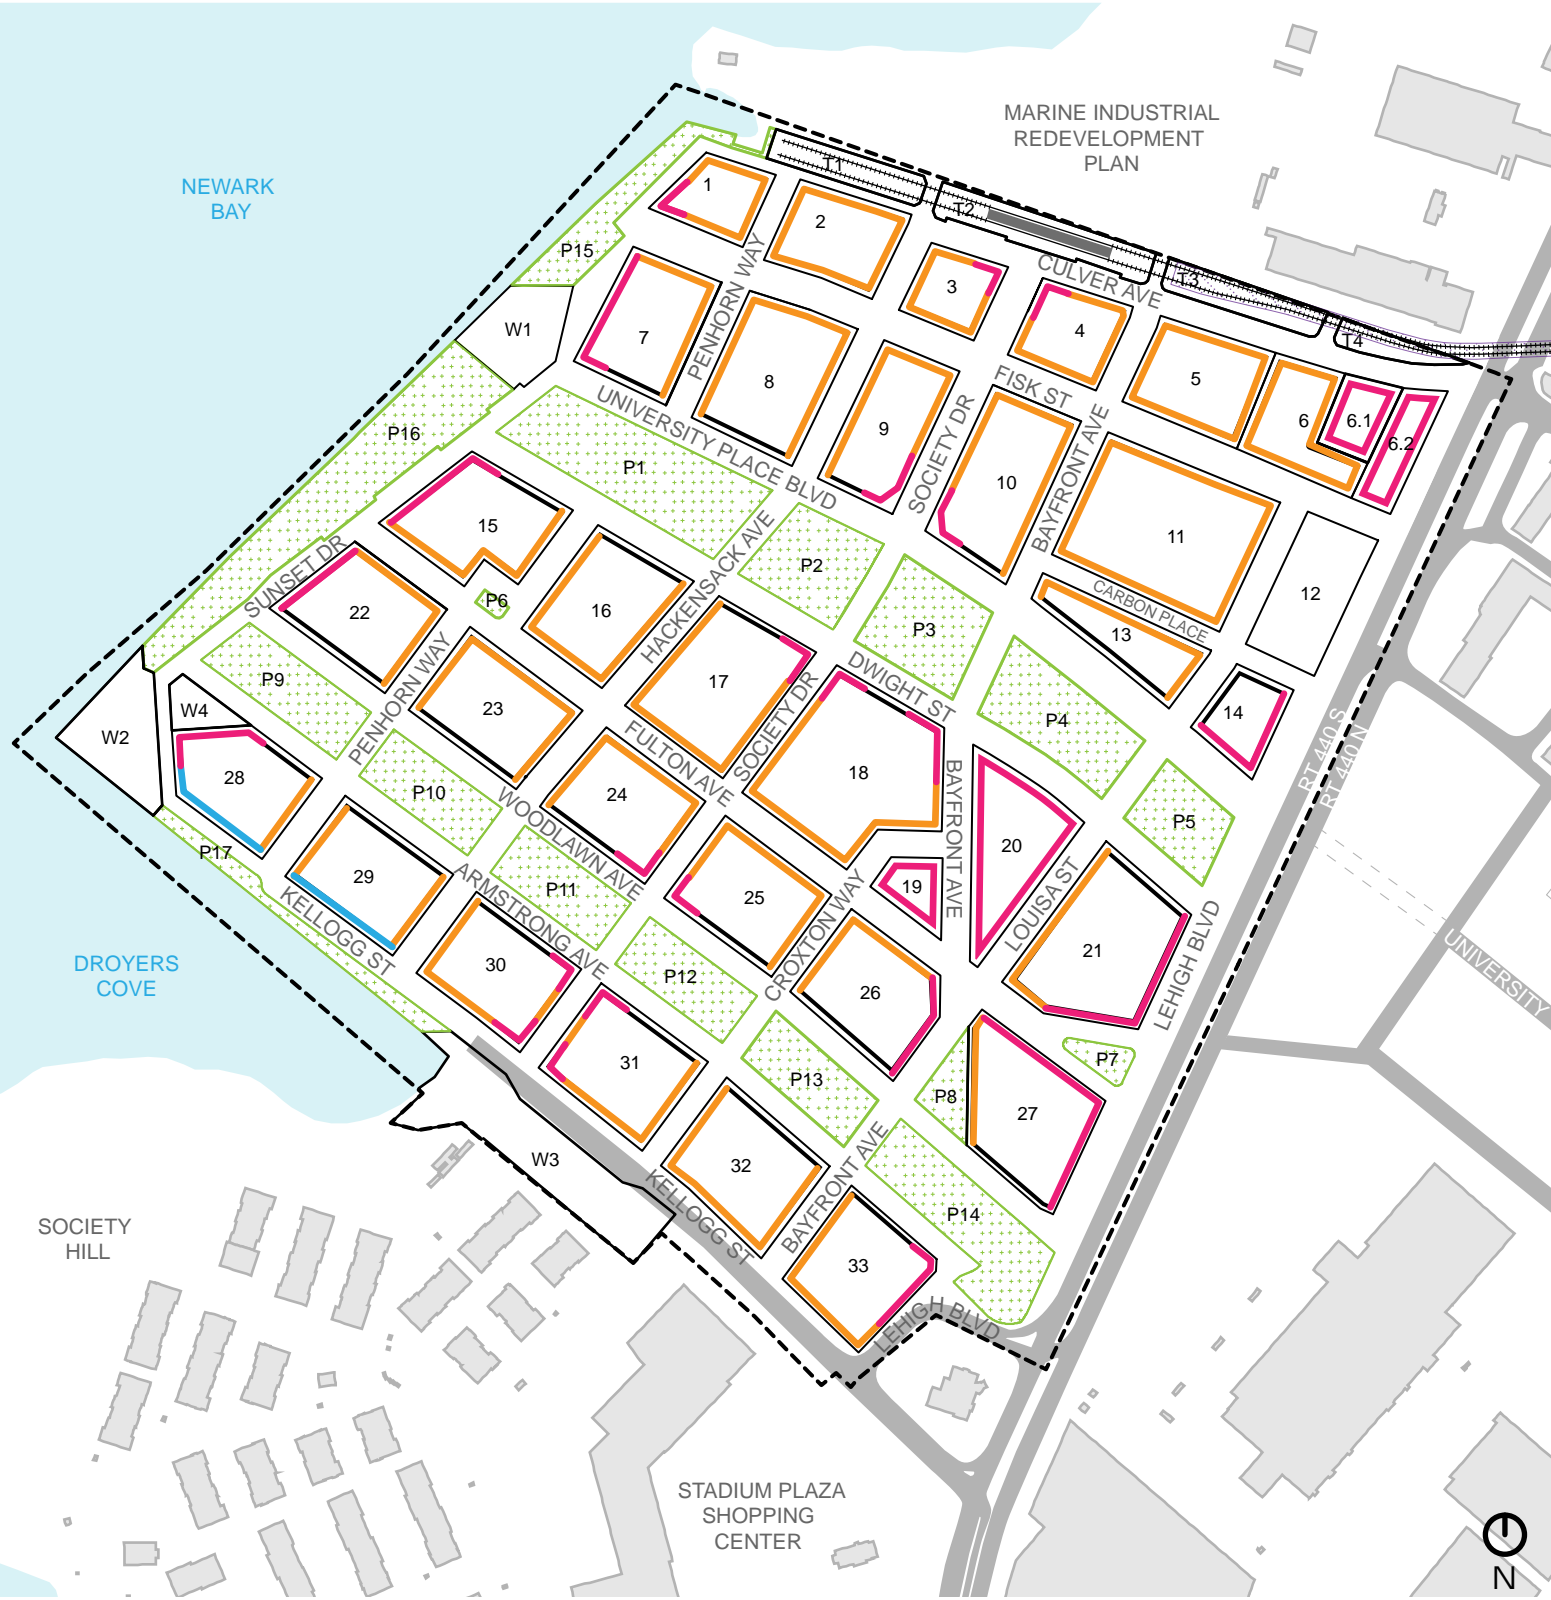 MARINE INDUSTRIAL
REDEVELOPMENT
PLAN
NEWARK
BAY
T1
T2
T3
T4
1
2
3
4
5
6
6.1
6.2
CULVER AVE
P15
W1
7
PENHORN WAY
8
9
FISK ST
SOCIETY DR
10
BAYFRONT AVE
11
12
CARBON PLACE
13
14
UNIVERSITY PLACE BLVD
P16
P1
P2
P3
P4
P5
HACKENSACK AVE
DWIGHT ST
15
P6
16
17
18
SUNSET DR
22
PENHORN WAY
23
FULTON AVE
SOCIETY DR
BAYFRONT AVE
19
20
LOUISA ST
21
LEHIGH BLVD
RT 440 S
RT 440 N
UNIVERSITY
P9
W4
W2
28
P10
WOODLAWN AVE
24
25
CROXTON WAY
26
P17
29
ARMSTRONG AVE
P11
P12
P13
P8
P7
27
KELLOGG ST
30
31
32
BAYFRONT AVE
P14
33
LEHIGH BLVD
DROYERS
COVE
W3
KELLOGG ST
SOCIETY
HILL
STADIUM PLAZA
SHOPPING
CENTER
N